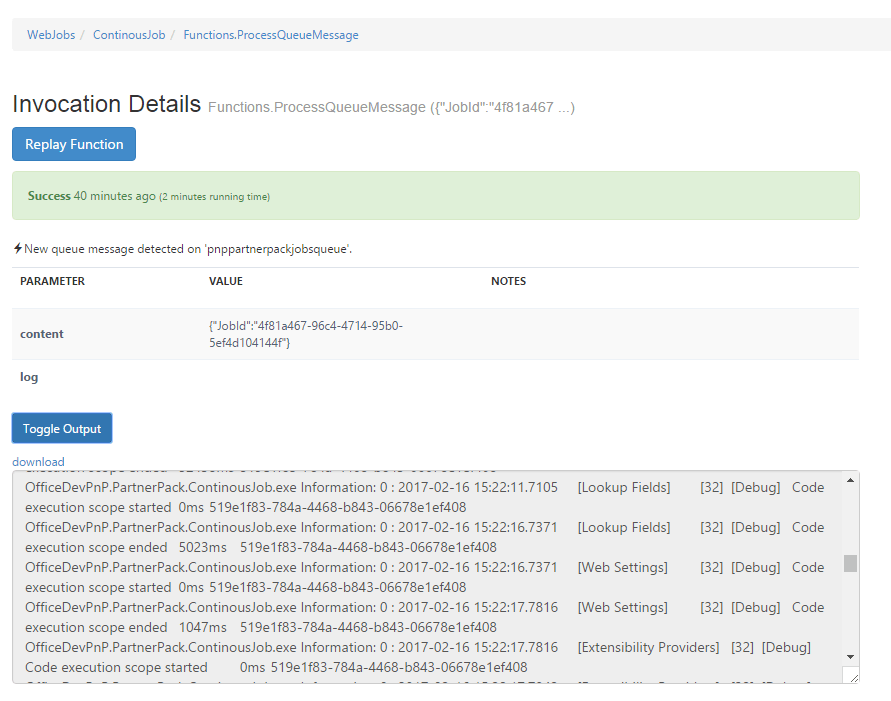 WebJobs / ContinousJob / Functions.ProcessQueueMessage
Invocation Details Functions.ProcessQueueMessage ({"JobId":"4f81a467 ...)
Replay Function
Success 40 minutes ago (2 minutes running time)
New queue message detected on 'pnppartnerpackjobsqueue'.
PARAMETER VALUE NOTES
content {"JobId":"4f81a467-96c4-4714-95b0-
5ef4d104144f"}
log
Toggle Output
download
OfficeDevPnP.PartnerPack.ContinousJob.exe Information: 0 : 2017-02-16 15:22:11.7105 [Lookup Fields] [32] [Debug] Code
execution scope started 0ms 519e1f83-784a-4468-b843-06678e1ef408
OfficeDevPnP.PartnerPack.ContinousJob.exe Information: 0 : 2017-02-16 15:22:16.7371 [Lookup Fields] [32] [Debug] Code
execution scope ended 5023ms 519e1f83-784a-4468-b843-06678e1ef408
OfficeDevPnP.PartnerPack.ContinousJob.exe Information: 0 : 2017-02-16 15:22:16.7371 [Web Settings] [32] [Debug] Code
execution scope started 0ms 519e1f83-784a-4468-b843-06678e1ef408
OfficeDevPnP.PartnerPack.ContinousJob.exe Information: 0 : 2017-02-16 15:22:17.7816 [Web Settings] [32] [Debug] Code
execution scope ended 1047ms 519e1f83-784a-4468-b843-06678e1ef408
OfficeDevPnP.PartnerPack.ContinousJob.exe Information: 0 : 2017-02-16 15:22:17.7816 [Extensibility Providers] [32] [Debug]
Code execution scope started 0ms 519e1f83-784a-4468-b843-06678e1ef408